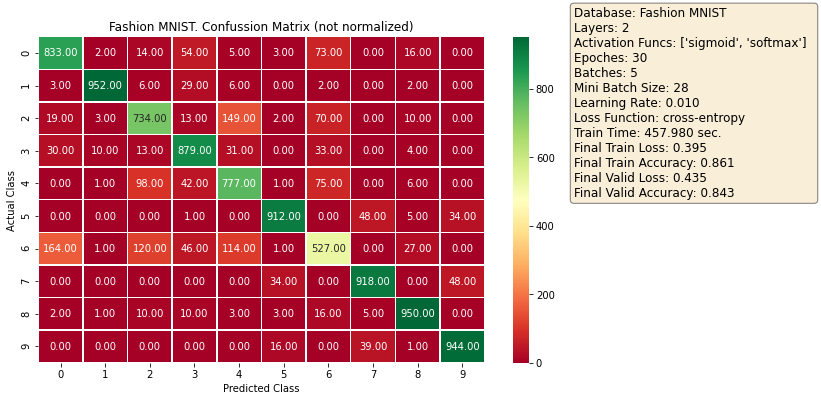 Fashion MNIST. Confussion Matrix (not normalized)
0 833.00 2.00 14.00 54.00 5.00 3.00 73.00 0.00 16.00 0.00
1 3.00 952.00 6.00 29.00 6.00 0.00 2.00 0.00 2.00 0.00
2 19.00 3.00 734.00 13.00 149.00 2.00 70.00 0.00 10.00 0.00
3 30.00 10.00 13.00 879.00 31.00 0.00 33.00 0.00 4.00 0.00
4 0.00 1.00 98.00 42.00 777.00 1.00 75.00 0.00 6.00 0.00
5 0.00 0.00 0.00 1.00 0.00 912.00 0.00 48.00 5.00 34.00
6 164.00 1.00 120.00 46.00 114.00 1.00 527.00 0.00 27.00 0.00
7 0.00 0.00 0.00 0.00 0.00 34.00 0.00 918.00 0.00 48.00
8 2.00 1.00 10.00 10.00 3.00 3.00 16.00 5.00 950.00 0.00
9 0.00 0.00 0.00 0.00 0.00 16.00 0.00 39.00 1.00 944.00
0 1 2 3 4 5 6 7 8 9
Predicted Class
Actual Class
800
600
400
200
0
Database: Fashion MNIST
Layers: 2
Activation Funcs: ['sigmoid', 'softmax']
Epoches: 30
Batches: 5
Mini Batch Size: 28
Learning Rate: 0.010
Loss Function: cross-entropy
Train Time: 457.980 sec.
Final Train Loss: 0.395
Final Train Accuracy: 0.861
Final Valid Loss: 0.435
Final Valid Accuracy: 0.843